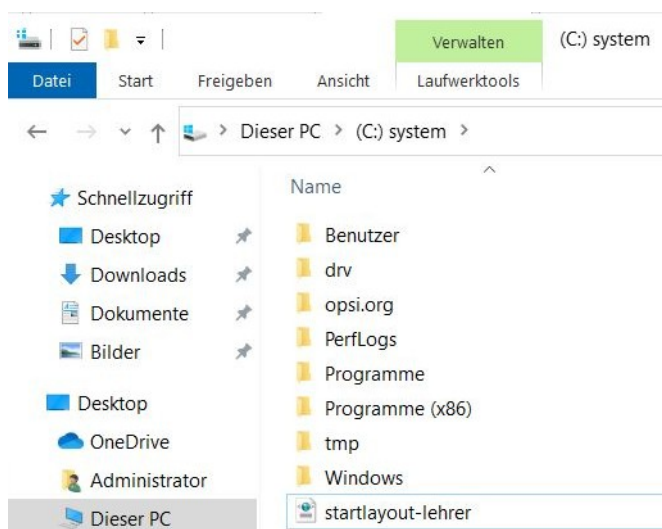 Verwalten
(C:) system
Datei
Start
Freigeben
Ansicht
Laufwerktools
Dieser PC > (C:) system >
Name
Schnellzugriff
Desktop
Downloads
Dokumente
Bilder
Desktop
OneDrive
Administrator
Dieser PC
Benutzer
drv
opsi.org
PerfLogs
Programme
Programme (x86)
tmp
Windows
startlayout-lehrer